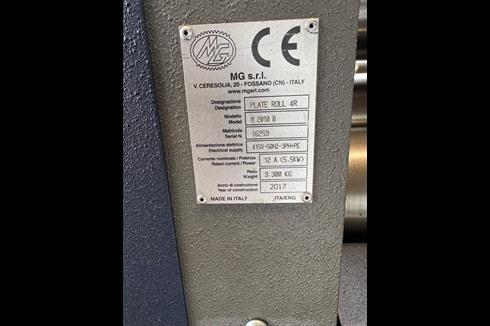 MG
CE
MG s.r.l.
V. CERESOLIA, 20 - FOSSANO (CN) - ITALY
www.mgsrl.com
Designazione
Designation PLATE ROLL 4R
Modello
Model M 2010 B
Matricola
Serial N. 16259
Alimentazione elettrica
Electrical supply 415V-50HZ-3PH+PE
Corrente nominale / Potenza
Rated current / Power 12 A (5.5KW)
Peso
Weight 9.300 KG
Anno di costruzione
Year of construction 2017
MADE IN ITALY ITA/ENG